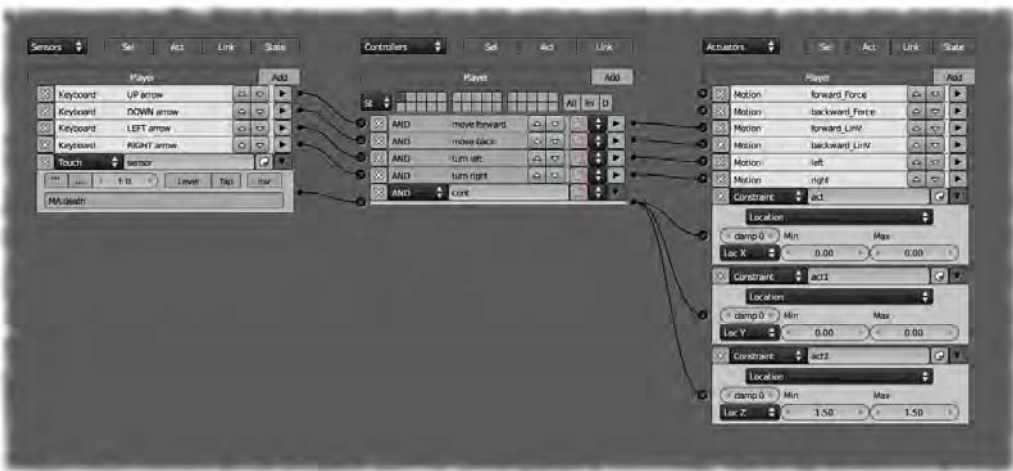 Sensors Sel Act Link State
Player Add
Keyboard UP arrow
Keyboard DOWN arrow
Keyboard LEFT arrow
Keyboard RIGHT arrow
Touch sensor
f:0 Level Tap Inv
MA:death
Controllers Sel Act Link
Player Add
St All Ini D
AND move forward
AND move back
AND turn left
AND turn right
AND cont
Actuators Sel Act Link State
Player Add
Motion forward_Force
Motion backward_Force
Motion forward_LinV
Motion backward_LinV
Motion left
Motion right
Constraint act
Location
damp 0 Min Max
Loc X 0.00 0.00
Constraint act1
Location
damp 0 Min Max
Loc Y 0.00 0.00
Constraint act2
Location
damp 0 Min Max
Loc Z 1.50 1.50